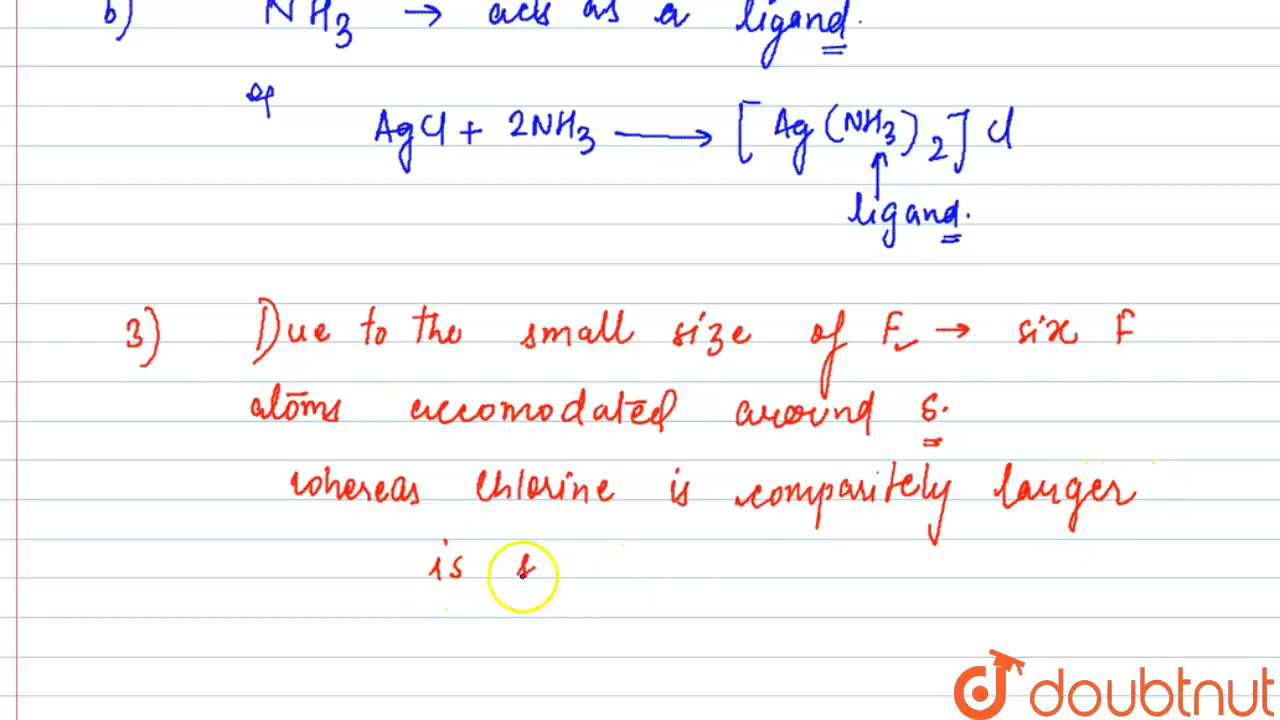 b) NH3 → acts as a ligand.
AgCl + 2NH3 → [Ag(NH3)2]Cl
ligand.
3) Due to the small size of F → six F
atoms accomodated around S.
whereas chlorine is comparitely larger
is s
doubtnut